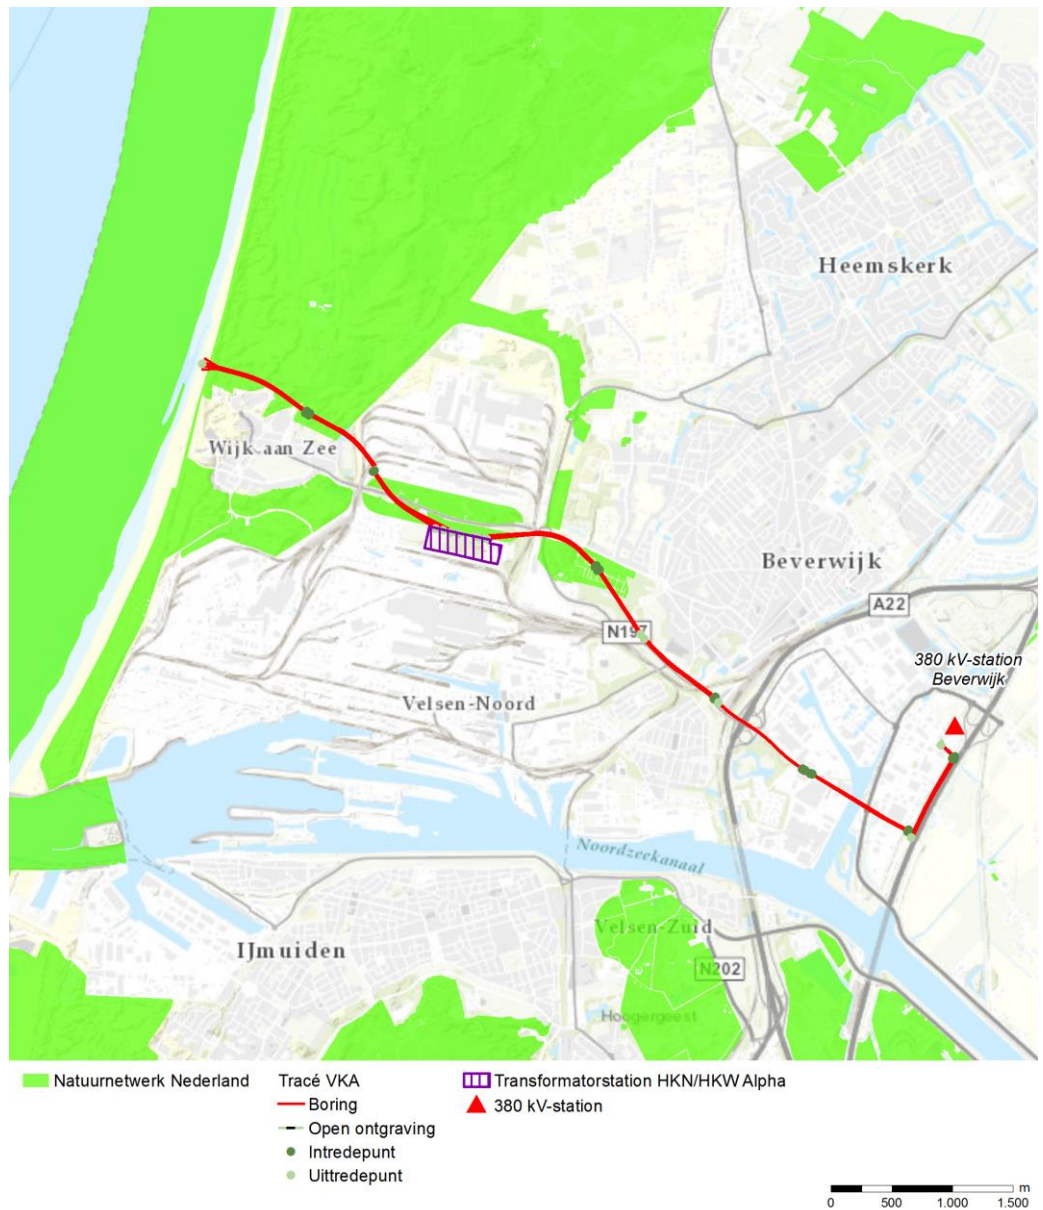 Heemskerk
Wijk aan Zee
Beverwijk
A22
N197
380 kV-station
Beverwijk
Velsen-Noord
Noordzeekanaal
Velsen-Zuid
IJmuiden
N202
Hoogergeest
Natuurnetwerk Nederland
Tracé VKA
Boring
Open ontgraving
Intredepunt
Uittredepunt
Transformatorstation HKN/HKW Alpha
380 kV-station
m
0 500 1.000 1.500